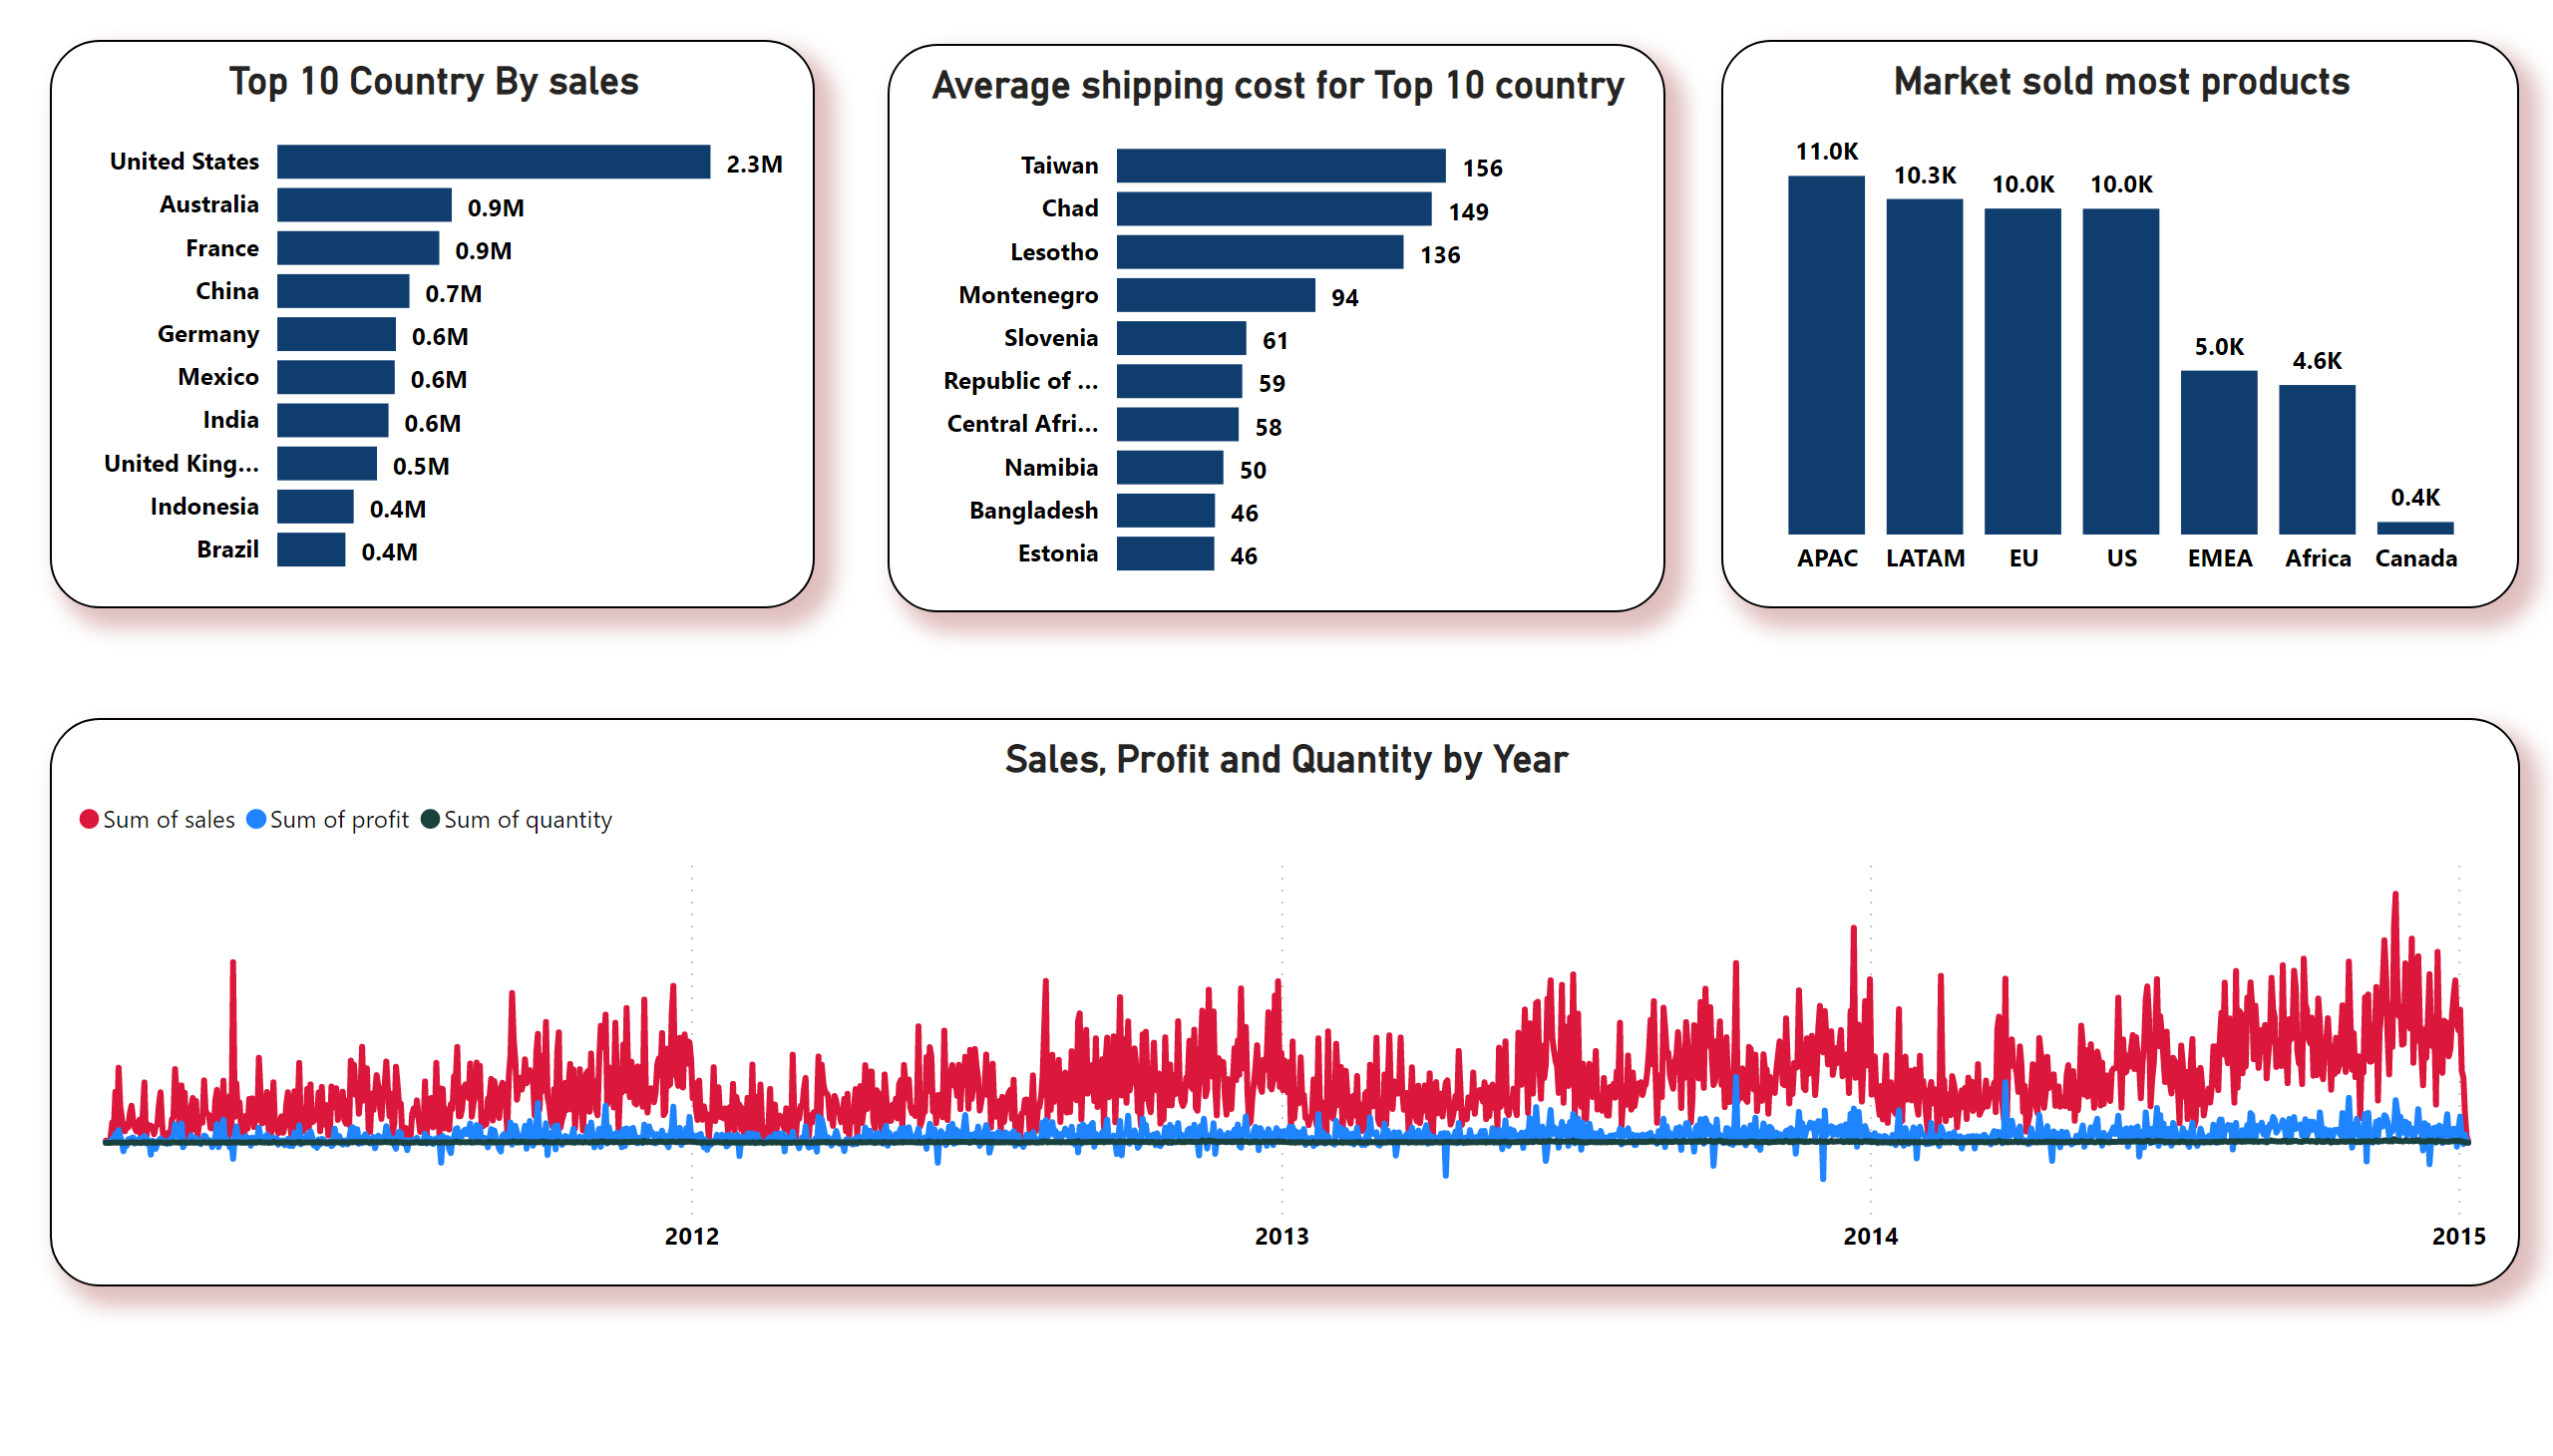 Top 10 Country By sales
United States 2.3M
Australia 0.9M
France 0.9M
China 0.7M
Germany 0.6M
Mexico 0.6M
India 0.6M
United King... 0.5M
Indonesia 0.4M
Brazil 0.4M
Average shipping cost for Top 10 country
Taiwan 156
Chad 149
Lesotho 136
Montenegro 94
Slovenia 61
Republic of ... 59
Central Afri... 58
Namibia 50
Bangladesh 46
Estonia 46
Market sold most products
11.0K 10.3K 10.0K 10.0K 5.0K 4.6K 0.4K
APAC LATAM EU US EMEA Africa Canada
Sales, Profit and Quantity by Year
Sum of sales Sum of profit Sum of quantity
2012 2013 2014 2015